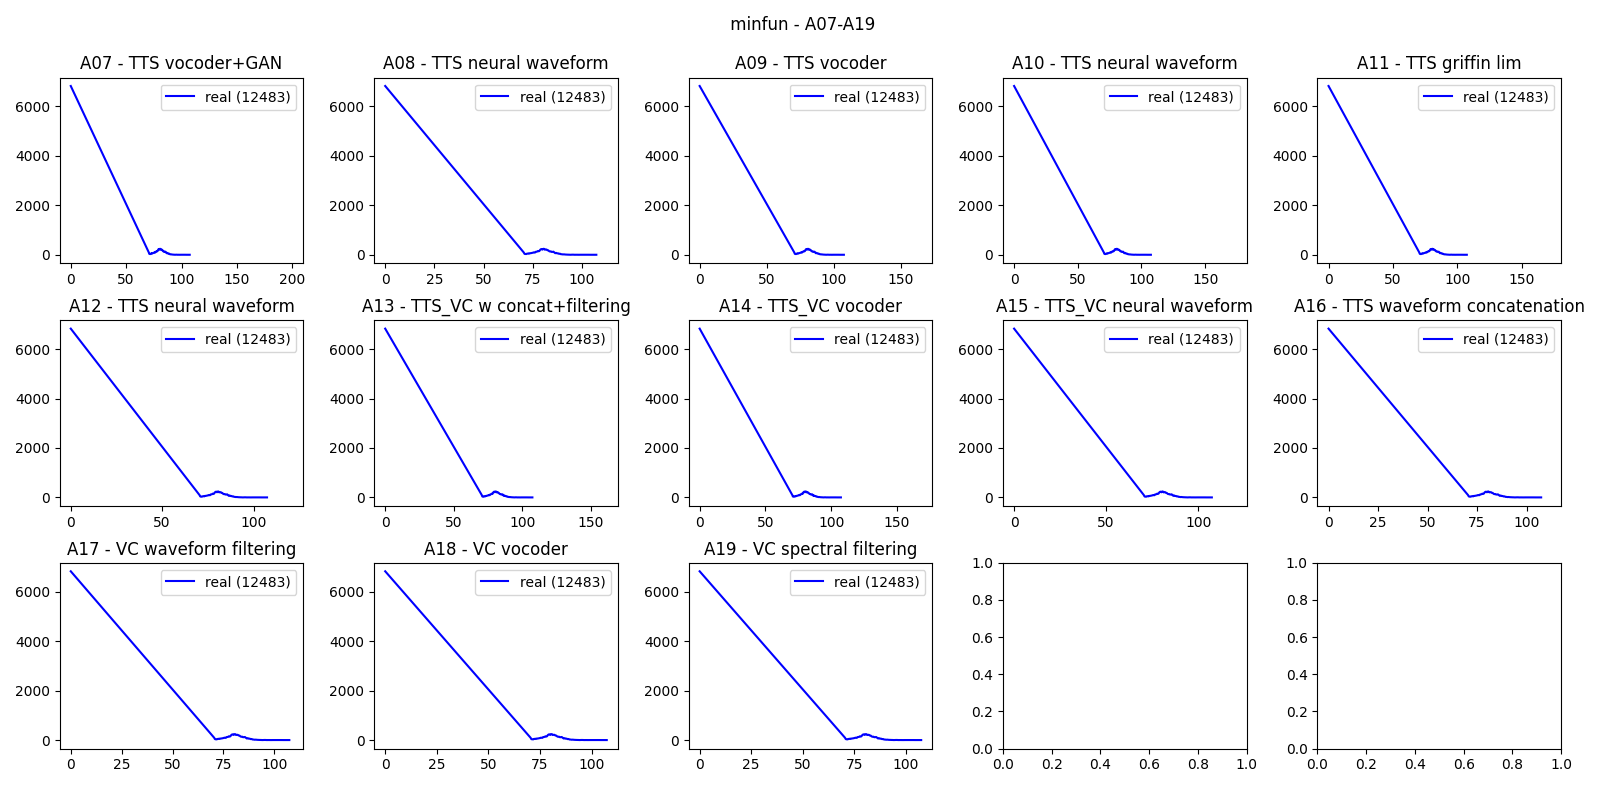 minfun - A07-A19
A07 - TTS vocoder+GAN
real (12483)
6000
4000
2000
0
0 50 100 150 200
A08 - TTS neural waveform
real (12483)
6000
4000
2000
0
0 25 50 75 100
A09 - TTS vocoder
real (12483)
6000
4000
2000
0
0 50 100 150
A10 - TTS neural waveform
real (12483)
6000
4000
2000
0
0 50 100 150
A11 - TTS griffin lim
real (12483)
6000
4000
2000
0
0 50 100 150
A12 - TTS neural waveform
real (12483)
6000
4000
2000
0
0 50 100
A13 - TTS_VC w concat+filtering
real (12483)
6000
4000
2000
0
0 50 100 150
A14 - TTS_VC vocoder
real (12483)
6000
4000
2000
0
0 50 100 150
A15 - TTS_VC neural waveform
real (12483)
6000
4000
2000
0
0 50 100
A16 - TTS waveform concatenation
real (12483)
6000
4000
2000
0
0 25 50 75 100
A17 - VC waveform filtering
real (12483)
6000
4000
2000
0
0 25 50 75 100
A18 - VC vocoder
real (12483)
6000
4000
2000
0
0 25 50 75 100
A19 - VC spectral filtering
real (12483)
6000
4000
2000
0
0 25 50 75 100
1.0
0.8
0.6
0.4
0.2
0.0
0.0 0.2 0.4 0.6 0.8 1.0
1.0
0.8
0.6
0.4
0.2
0.0
0.0 0.2 0.4 0.6 0.8 1.0